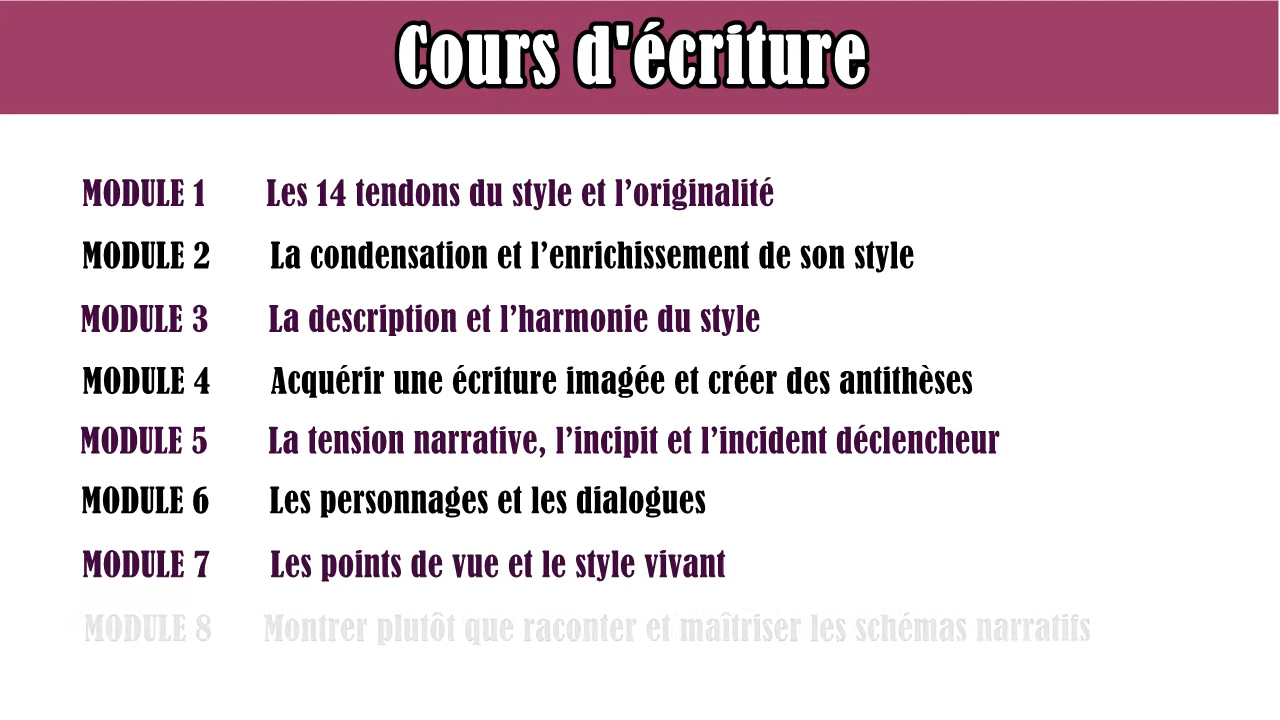 Cours d'écriture
MODULE 1 Les 14 tendons du style et l’originalité
MODULE 2 La condensation et l’enrichissement de son style
MODULE 3 La description et l’harmonie du style
MODULE 4 Acquérir une écriture imagée et créer des antithèses
MODULE 5 La tension narrative, l’incipit et l’incident déclencheur
MODULE 6 Les personnages et les dialogues
MODULE 7 Les points de vue et le style vivant
MODULE 8 Montrer plutôt que raconter et maîtriser les schémas narratifs